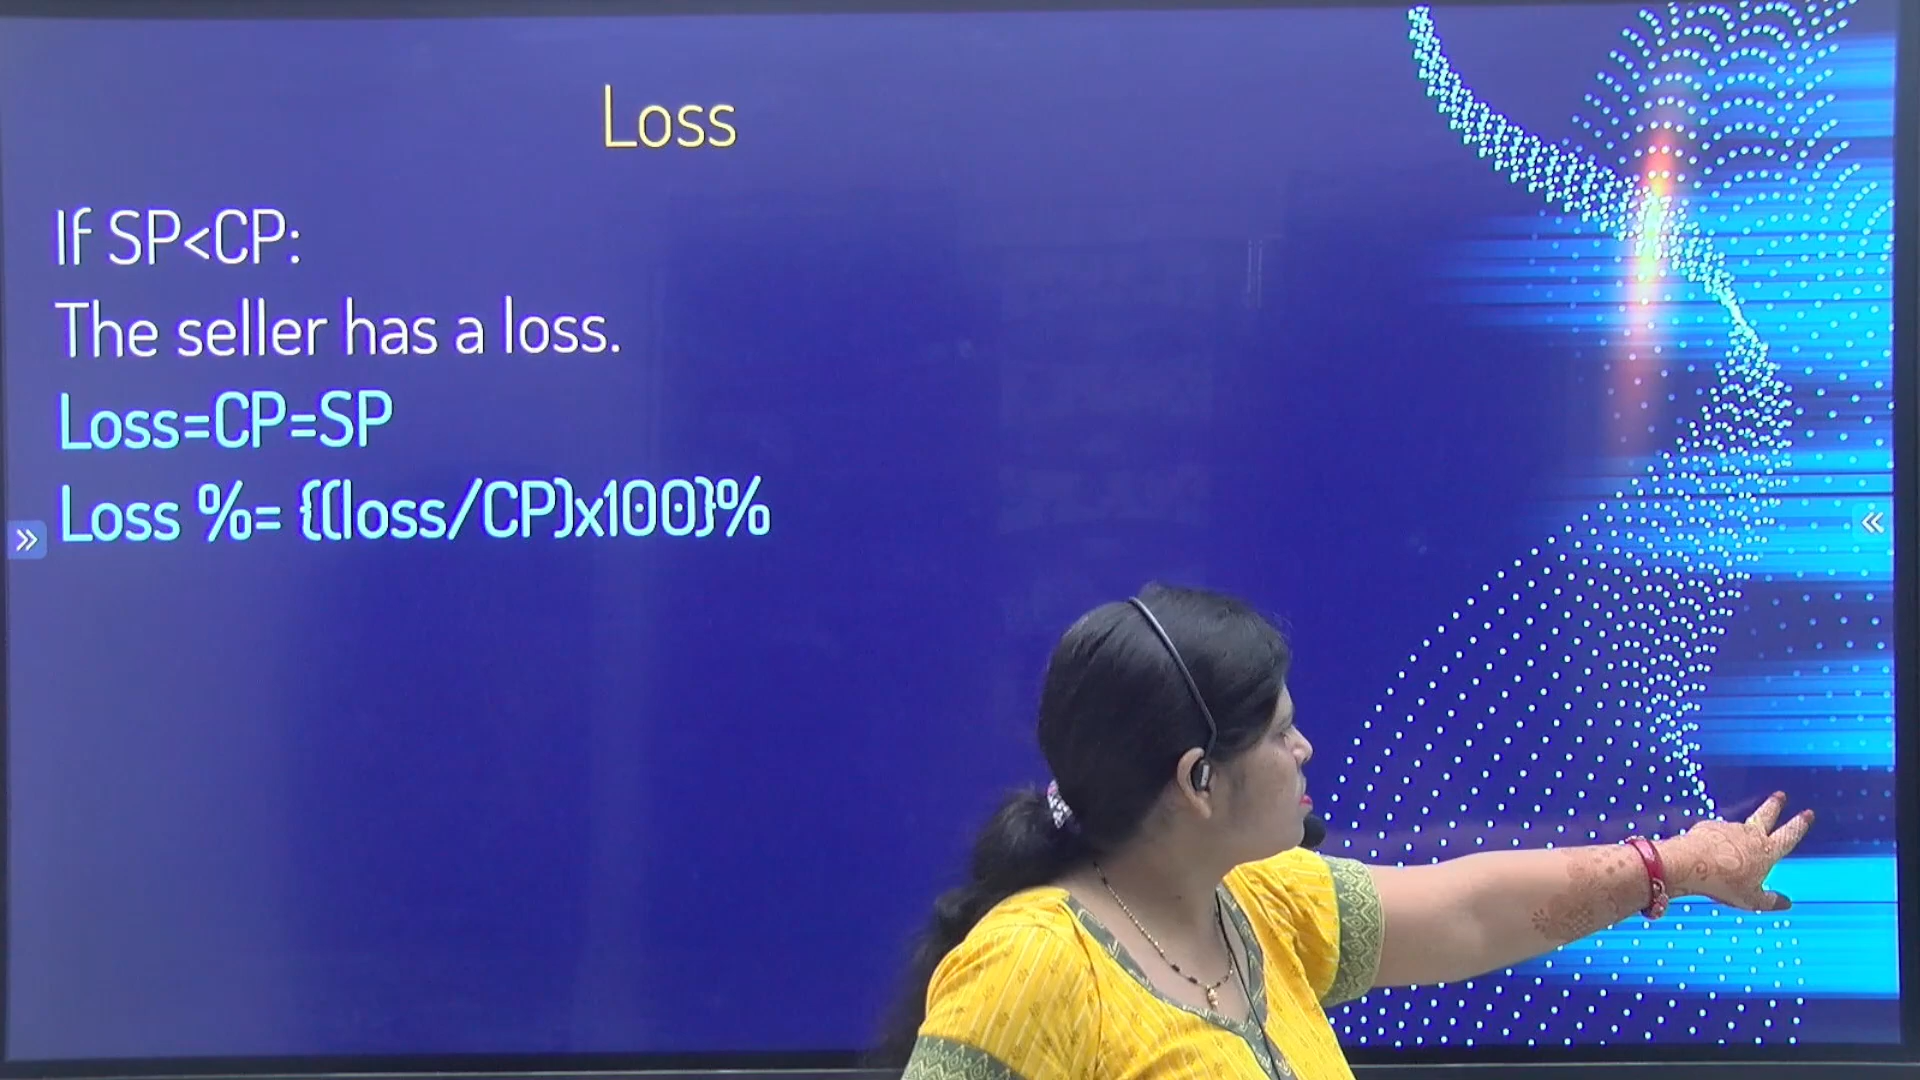 Loss
If SP<CP:
The seller has a loss.
Loss=CP=SP
Loss %= {(loss/CP)x100}%